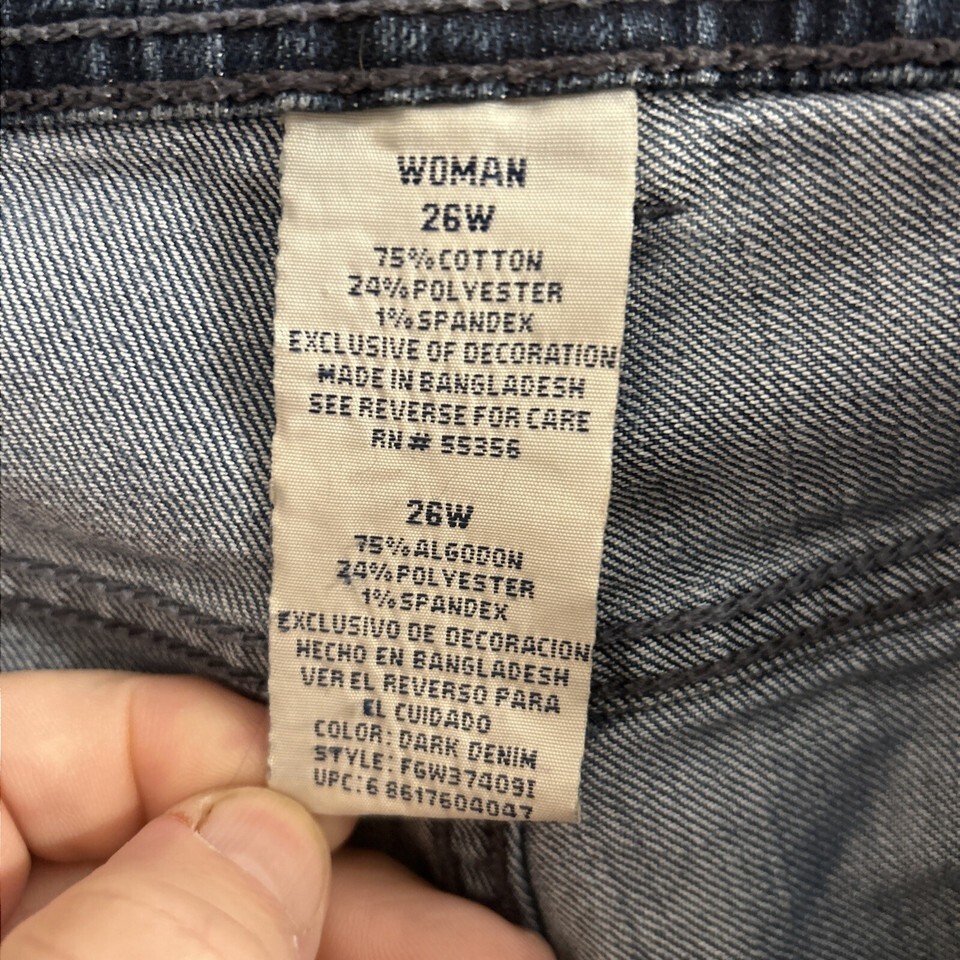 WOMAN
26W
75% COTTON
24% POLYESTER
1% SPANDEX
EXCLUSIVE OF DECORATION
MADE IN BANGLADESH
SEE REVERSE FOR CARE
RN # 55356
26W
75% ALGODON
24% POLYESTER
1% SPANDEX
EXCLUSIVO DE DECORACION
HECHO EN BANGLADESH
VER EL REVERSO PARA
EL CUIDADO
COLOR: DARK DENIM
STYLE: FGW37409I
UPC: 6 8617604047